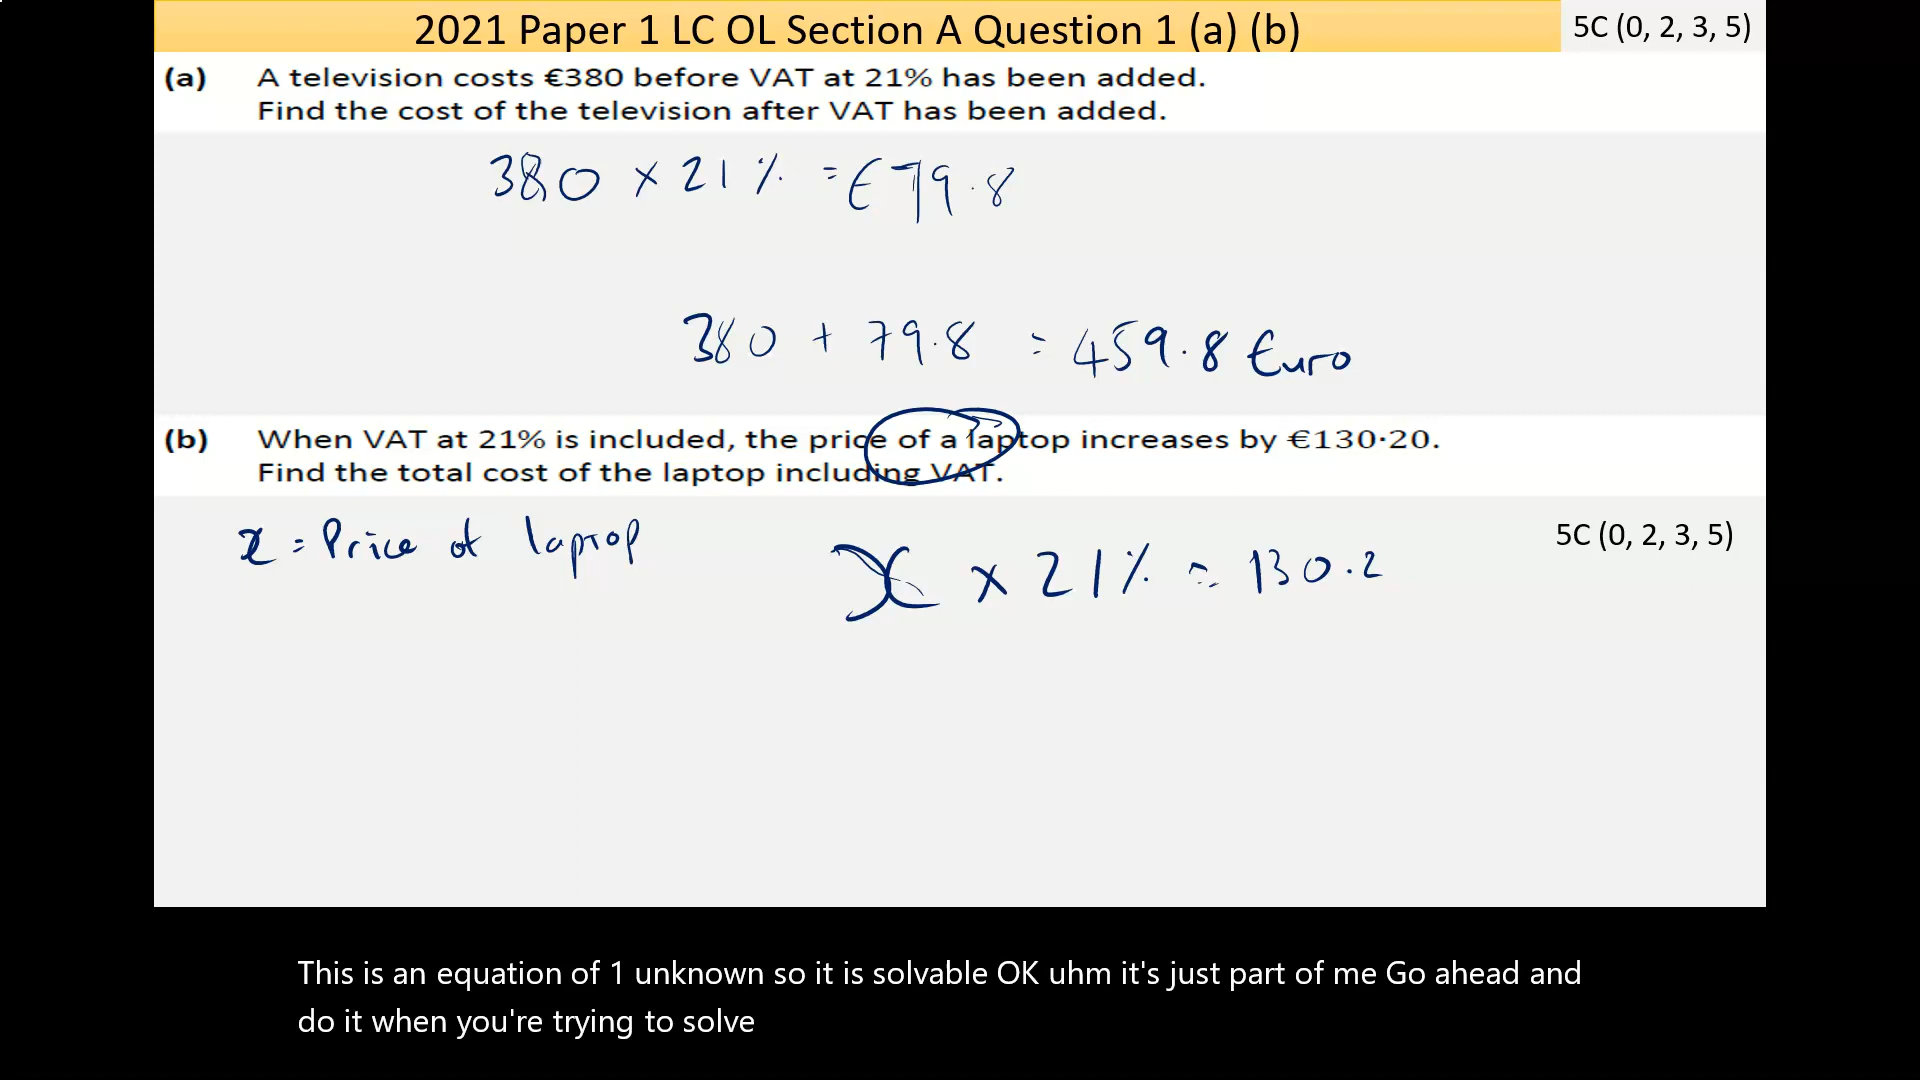 2021 Paper 1 LC OL Section A Question 1 (a) (b)
5C (0, 2, 3, 5)
(a) A television costs €380 before VAT at 21% has been added.
Find the cost of the television after VAT has been added.
380 × 21% = €79.8
380 + 79.8 = 459.8 Euro
(b) When VAT at 21% is included, the price of a laptop increases by €130·20.
Find the total cost of the laptop including VAT.
x = Price of laptop
5C (0, 2, 3, 5)
x × 21% = 130.2
This is an equation of 1 unknown so it is solvable OK uhm it's just part of me Go ahead and
do it when you're trying to solve